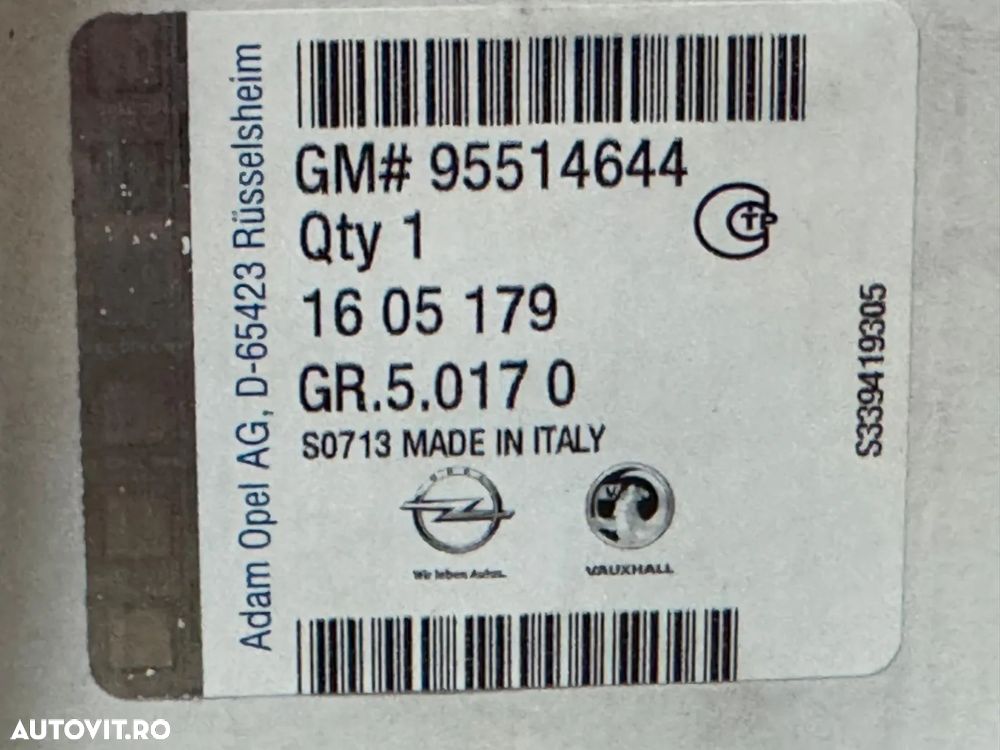 Adam Opel AG, D-65423 Rüsselsheim
GM# 95514644
Qty 1
16 05 179
GR.5.017 0
S0713 MADE IN ITALY
S339419305
OPEL
Wir leben Autos.
VAUXHALL
AUTOVIT.RO